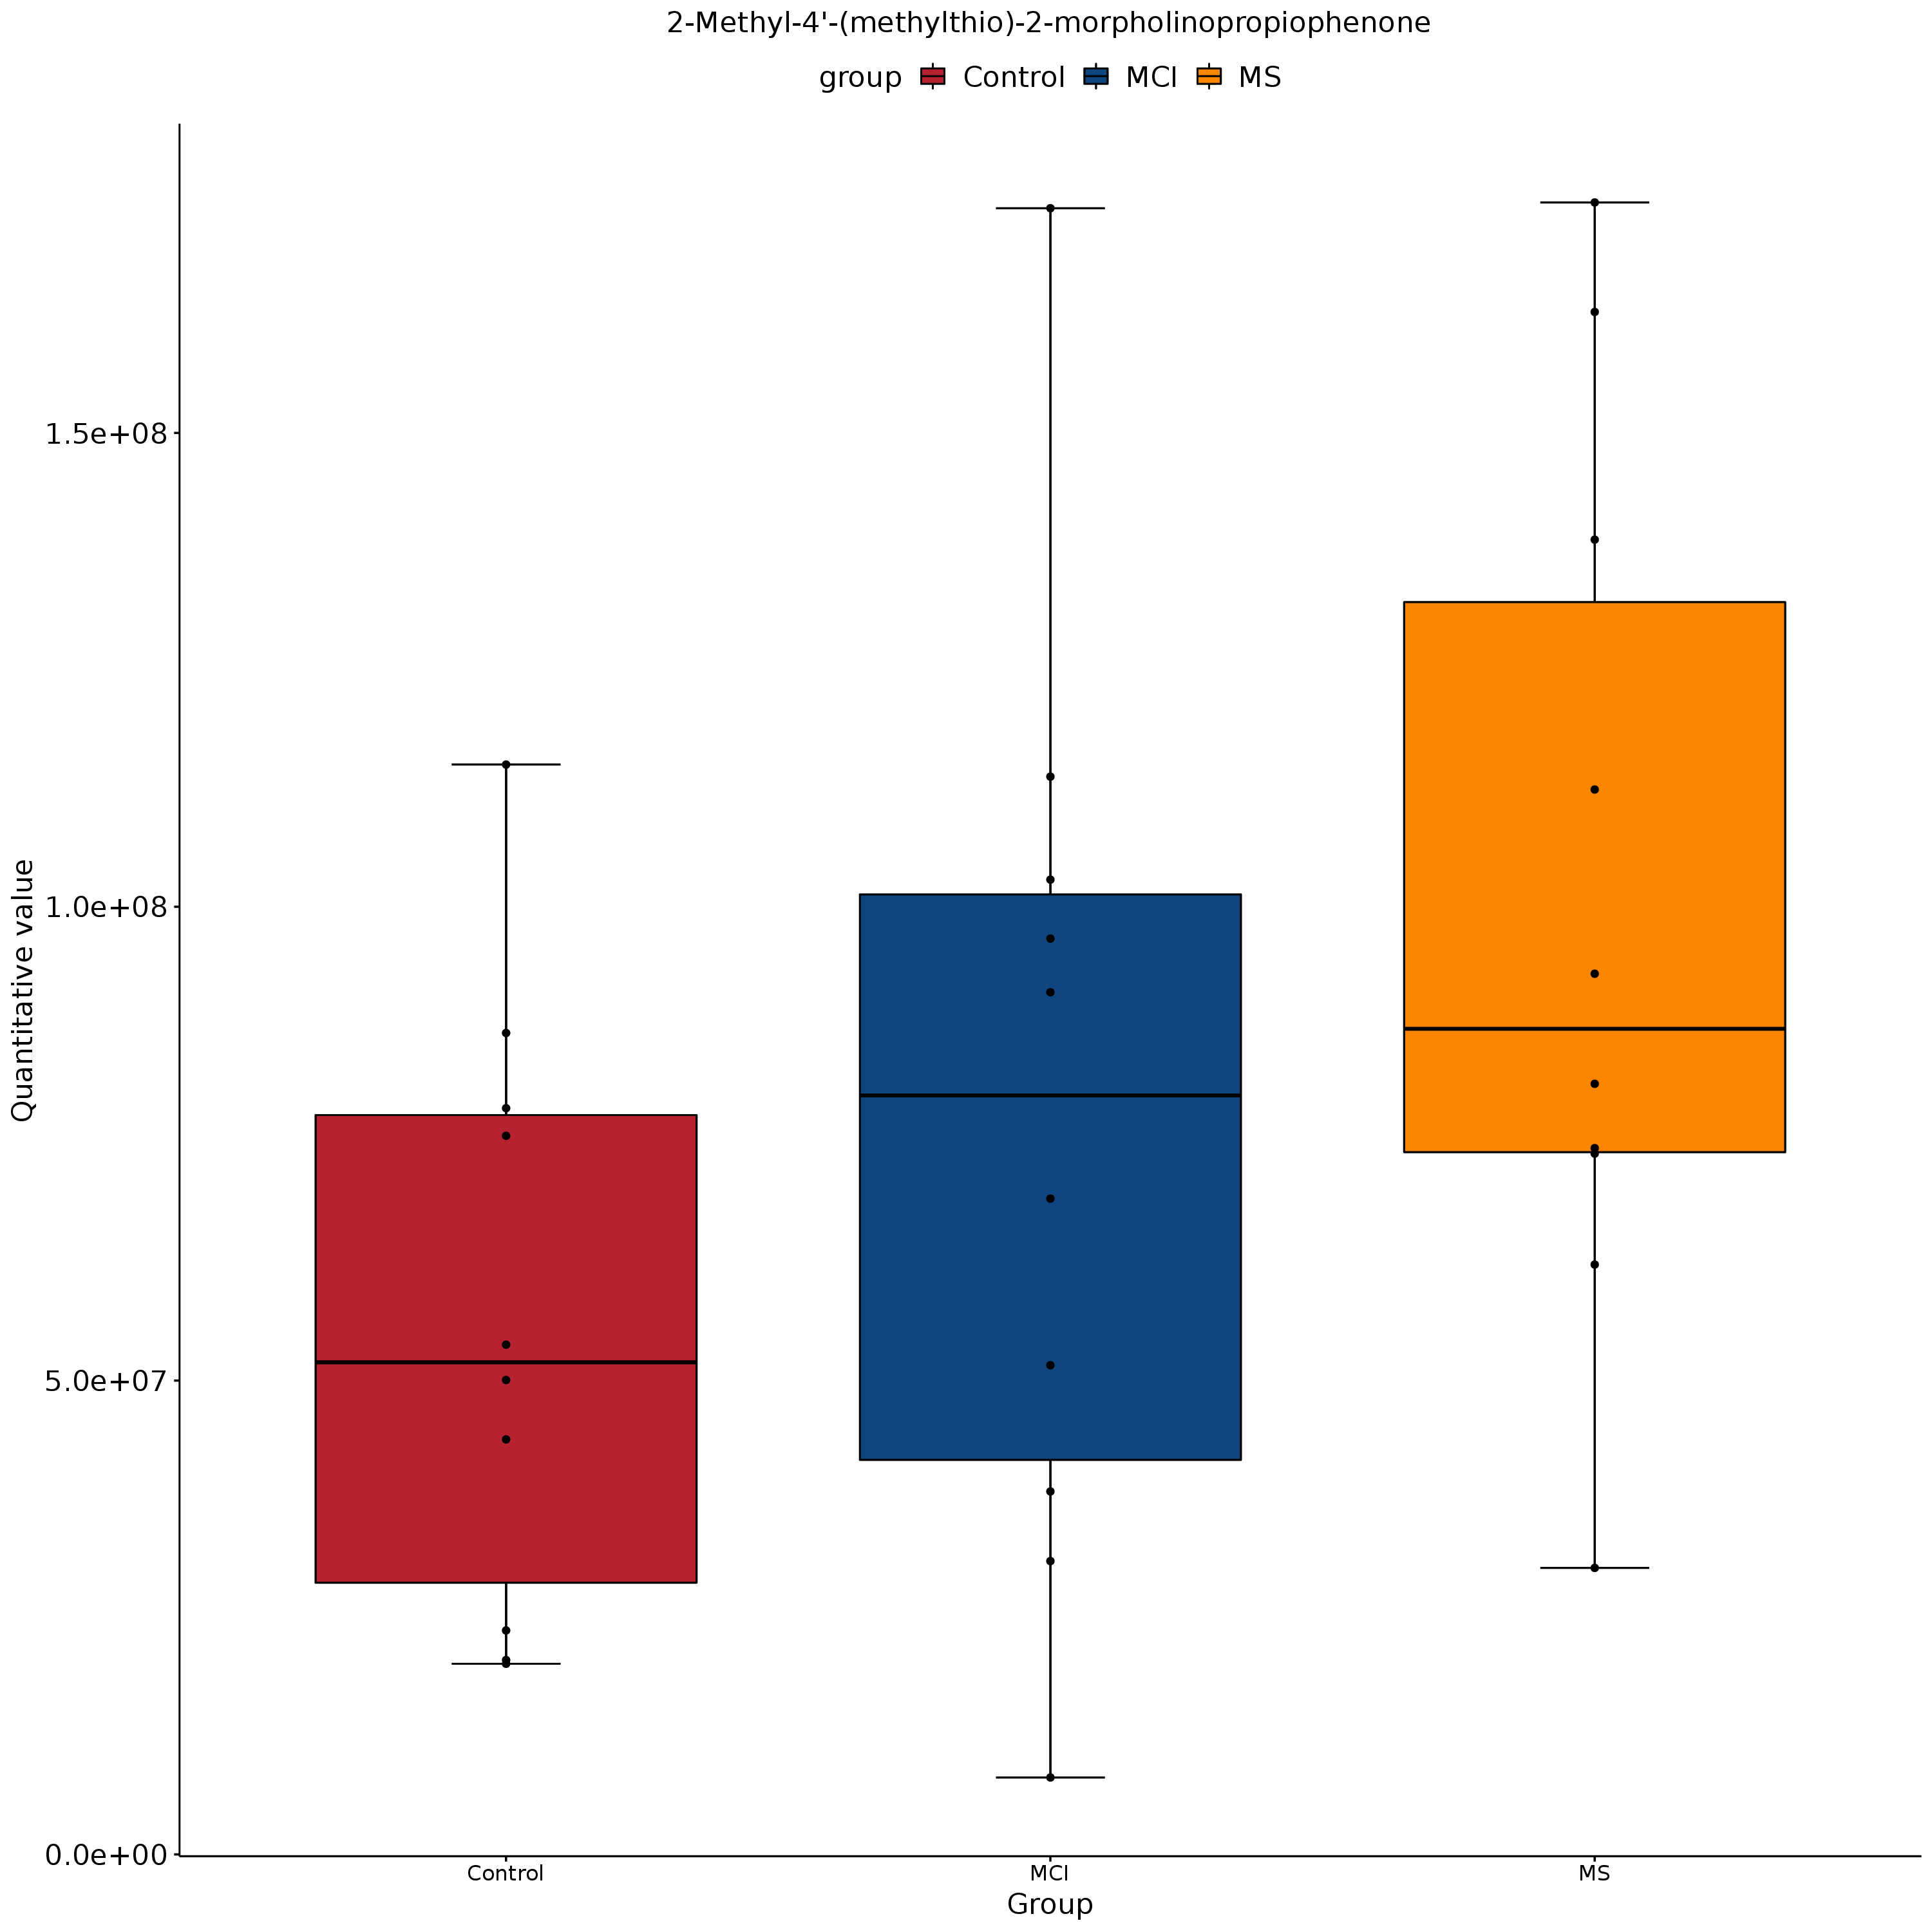 2-Methyl-4'-(methylthio)-2-morpholinopropiophenone
group Control MCI MS
Quantitative value
1.5e+08
1.0e+08
5.0e+07
0.0e+00
Control MCI MS
Group